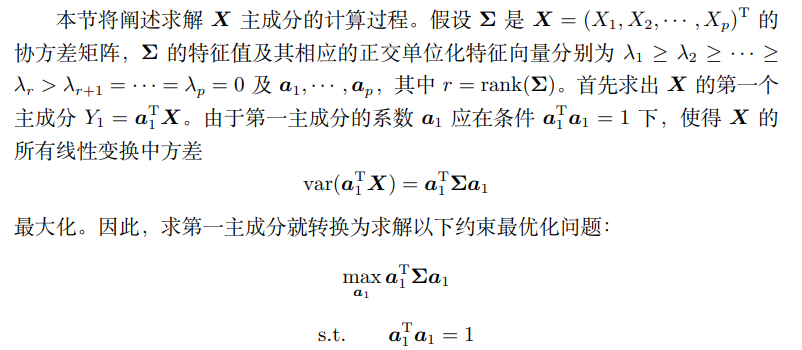 本节将阐述求解 X 主成分的计算过程。假设 Σ 是 X = (X₁, X₂, ⋯ , Xₚ)ᵀ 的
协方差矩阵，Σ 的特征值及其相应的正交单位化特征向量分别为 λ₁ ≥ λ₂ ≥ ⋯ ≥
λᵣ > λᵣ₊₁ = ⋯ = λₚ = 0 及 a₁, ⋯ , aₚ，其中 r = rank(Σ)。首先求出 X 的第一个
主成分 Y₁ = a₁ᵀX。由于第一主成分的系数 a₁ 应在条件 a₁ᵀa₁ = 1 下，使得 X 的
所有线性变换中方差
var(a₁ᵀX) = a₁ᵀΣa₁
最大化。因此，求第一主成分就转换为求解以下约束最优化问题：
max a₁ᵀΣa₁
a₁
s.t. a₁ᵀa₁ = 1